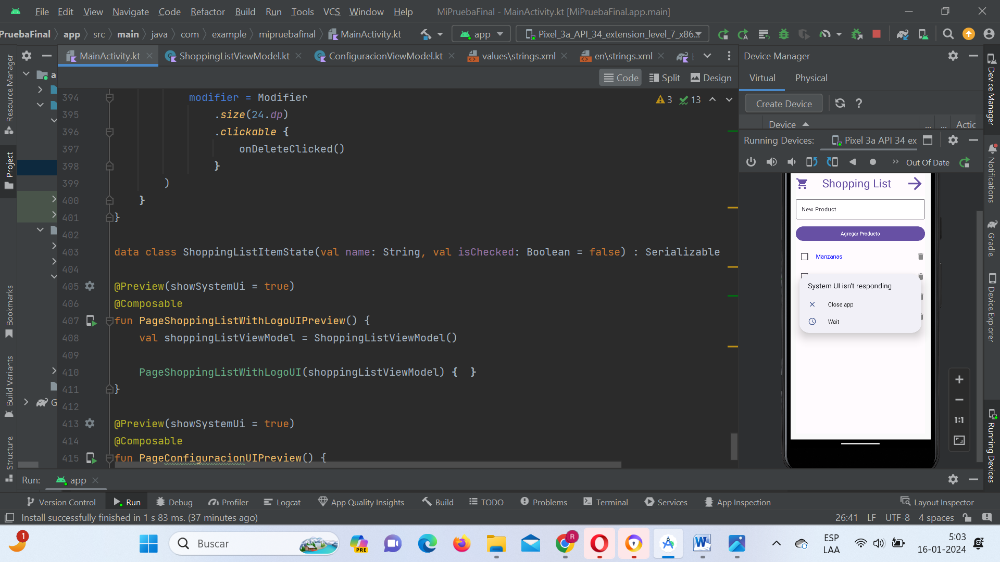 File Edit View Navigate Code Refactor Build Run Tools VCS Window Help MiPruebaFinal - MainActivity.kt [MiPruebaFinal.app.main]
PruebaFinal app src main java com example mipruebafinal MainActivity.kt app Pixel_3a_API_34_extension_level_7_x86...
MainActivity.kt ShoppingListViewModel.kt ConfiguracionViewModel.kt values\strings.xml en\strings.xml
Code Split Design
3 13
394 modifier = Modifier
395 .size(24.dp)
396 .clickable {
397 onDeleteClicked()
398 }
399 )
400 }
401 }
402
403 data class ShoppingListItemState(val name: String, val isChecked: Boolean = false) : Serializable
404
405 @Preview(showSystemUi = true)
406 @Composable
407 fun PageShoppingListWithLogoUIPreview() {
408 val shoppingListViewModel = ShoppingListViewModel()
409
410 PageShoppingListWithLogoUI(shoppingListViewModel) { }
411 }
412
413 @Preview(showSystemUi = true)
414 @Composable
415 fun PageConfiguracionUIPreview() {
Resource Manager
Project
Bookmarks
Build Variants
Structure
a
G
Device Manager
Virtual Physical
Create Device ?
Device ... ... Actic
Running Devices: Pixel 3a API 34 ex
Out Of Date
Shopping List
New Product
Agregar Producto
Manzanas
System UI isn't responding
Close app
Wait
1:1
Device Manager
Notifications
Gradle
Device Explorer
Running Devices
Run: app
Version Control Run Debug Profiler Logcat App Quality Insights Build TODO Problems Terminal Services App Inspection Layout Inspector
Install successfully finished in 1 s 83 ms. (37 minutes ago) 26:41 LF UTF-8 4 spaces
1 Buscar PRE R W ESP
LAA
5:03
16-01-2024